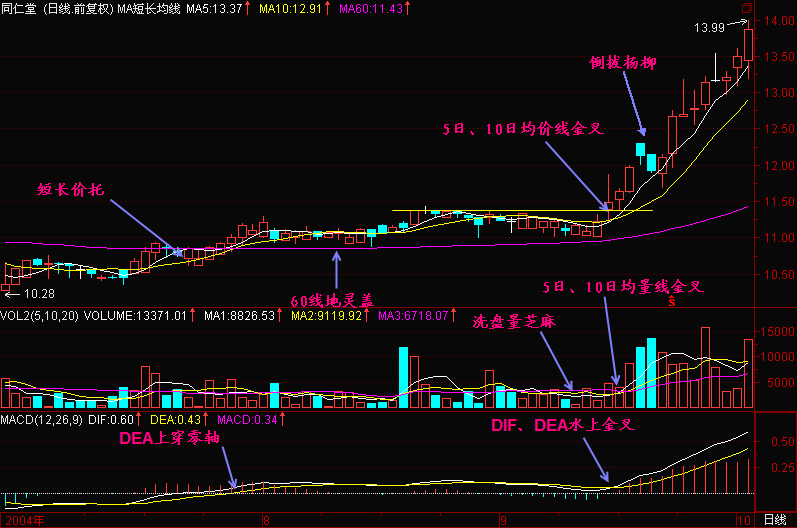 同仁堂 (日线.前复权) MA短长均线 MA5:13.37↑ MA10:12.91↑ MA60:11.43↑
14.00
13.99
13.50
倒拔杨柳
13.00
12.50
5日、10日均价线金叉
12.00
短长价托
11.50
11.00
10.50
10.28
60线地灵盖
5日、10日均量线金叉
洗盘量芝麻
S
VOL2(5,10,20) VOLUME:13371.01↑ MA1:8826.53↑ MA2:9119.92↑ MA3:6718.07↑
15000
10000
5000
MACD(12,26,9) DIF:0.60↑ DEA:0.43↑ MACD:0.34↑
DEA上穿零轴
DIF、DEA水上金叉
0.50
0.25
2004年 8 9 10 日线